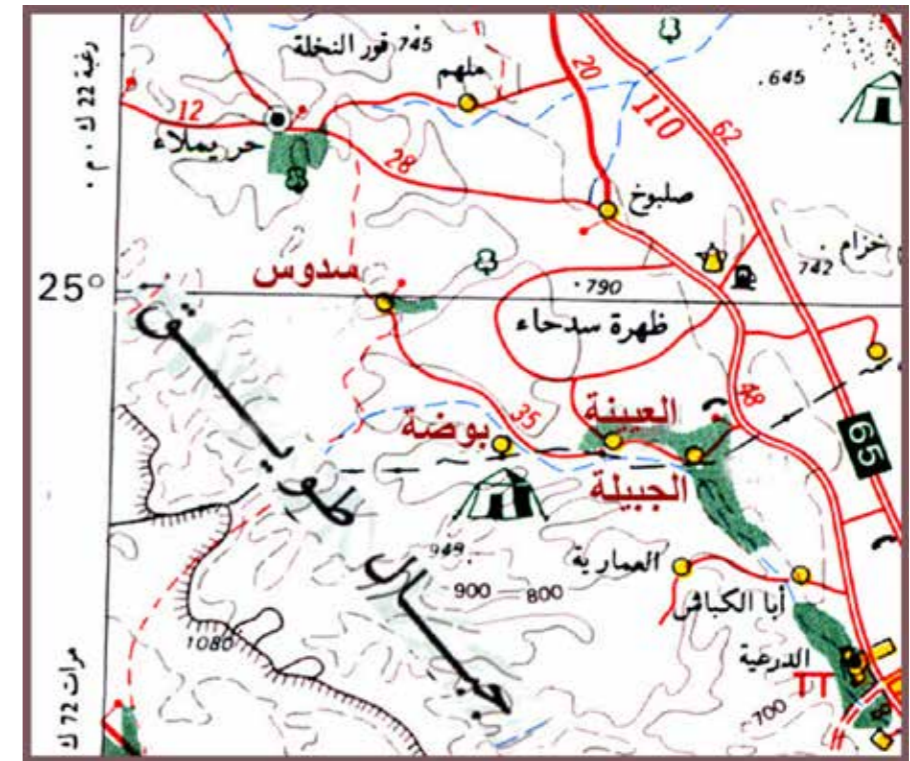 قور النخلة
745
ملهم
20
110
62
645
رغبة 22 ك . م .
12
حريملاء
28
صلبوخ
خزام
742
25°
سدوس
790
ظهرة سدحاء
48
65
العيينة
35
بوضة
الجبيلة
جبال طويق
949
900
800
العمارية
أبا الكباش
1080
الدرعية
700
مرات 72 ك